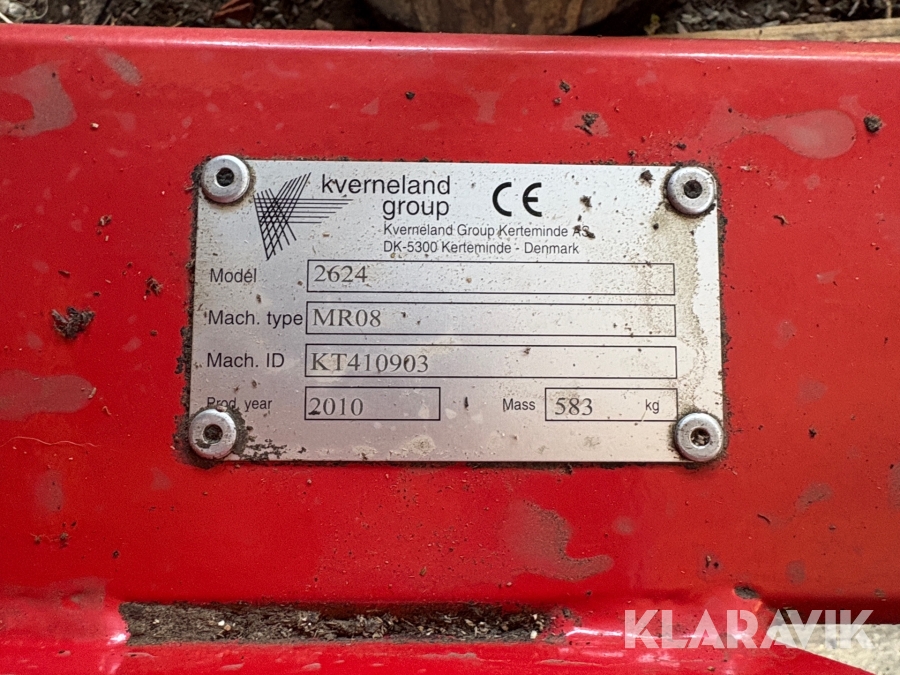 kverneland
group
CE
Kverneland Group Kerteminde AS
DK-5300 Kerteminde - Denmark
Model 2624
Mach. type MR08
Mach. ID KT410903
Prod. year 2010 Mass 583 kg
KLARAVIK